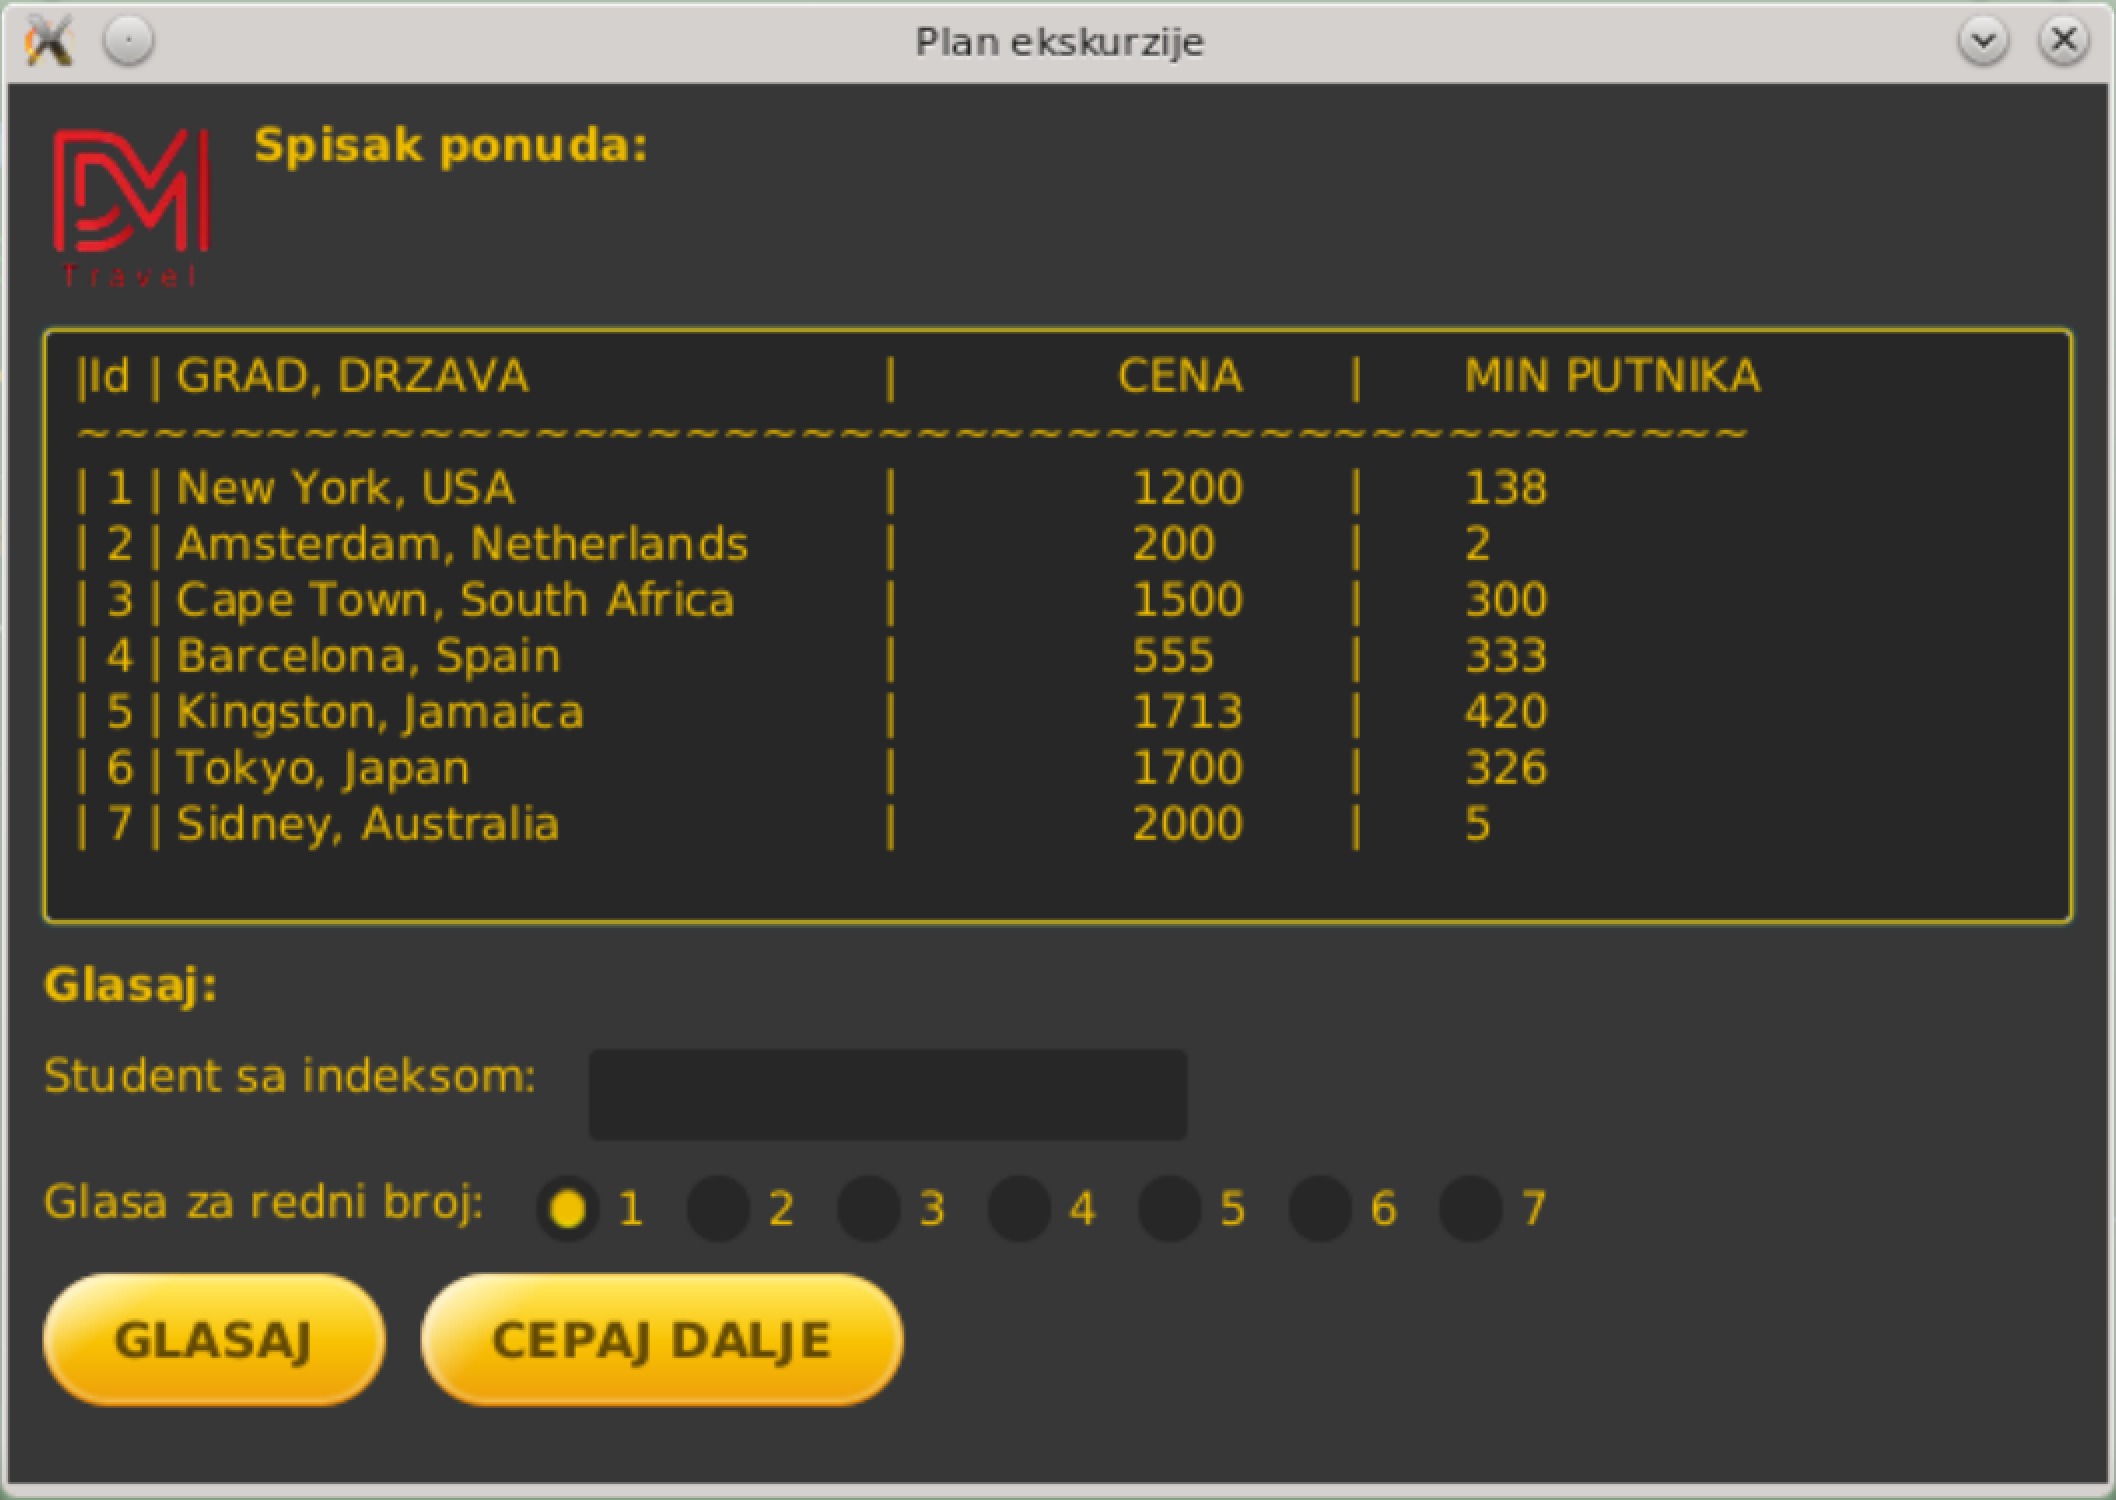 Plan ekskurzije
DM
Travel
Spisak ponuda:
|Id | GRAD, DRZAVA | CENA | MIN PUTNIKA
~~~~~~~~~~~~~~~~~~~~~~~~~~~~~~~~~~~~~~~~~~~~
| 1 | New York, USA | 1200 | 138
| 2 | Amsterdam, Netherlands | 200 | 2
| 3 | Cape Town, South Africa | 1500 | 300
| 4 | Barcelona, Spain | 555 | 333
| 5 | Kingston, Jamaica | 1713 | 420
| 6 | Tokyo, Japan | 1700 | 326
| 7 | Sidney, Australia | 2000 | 5
Glasaj:
Student sa indeksom:
Glasa za redni broj: 1 2 3 4 5 6 7
GLASAJ CEPAJ DALJE